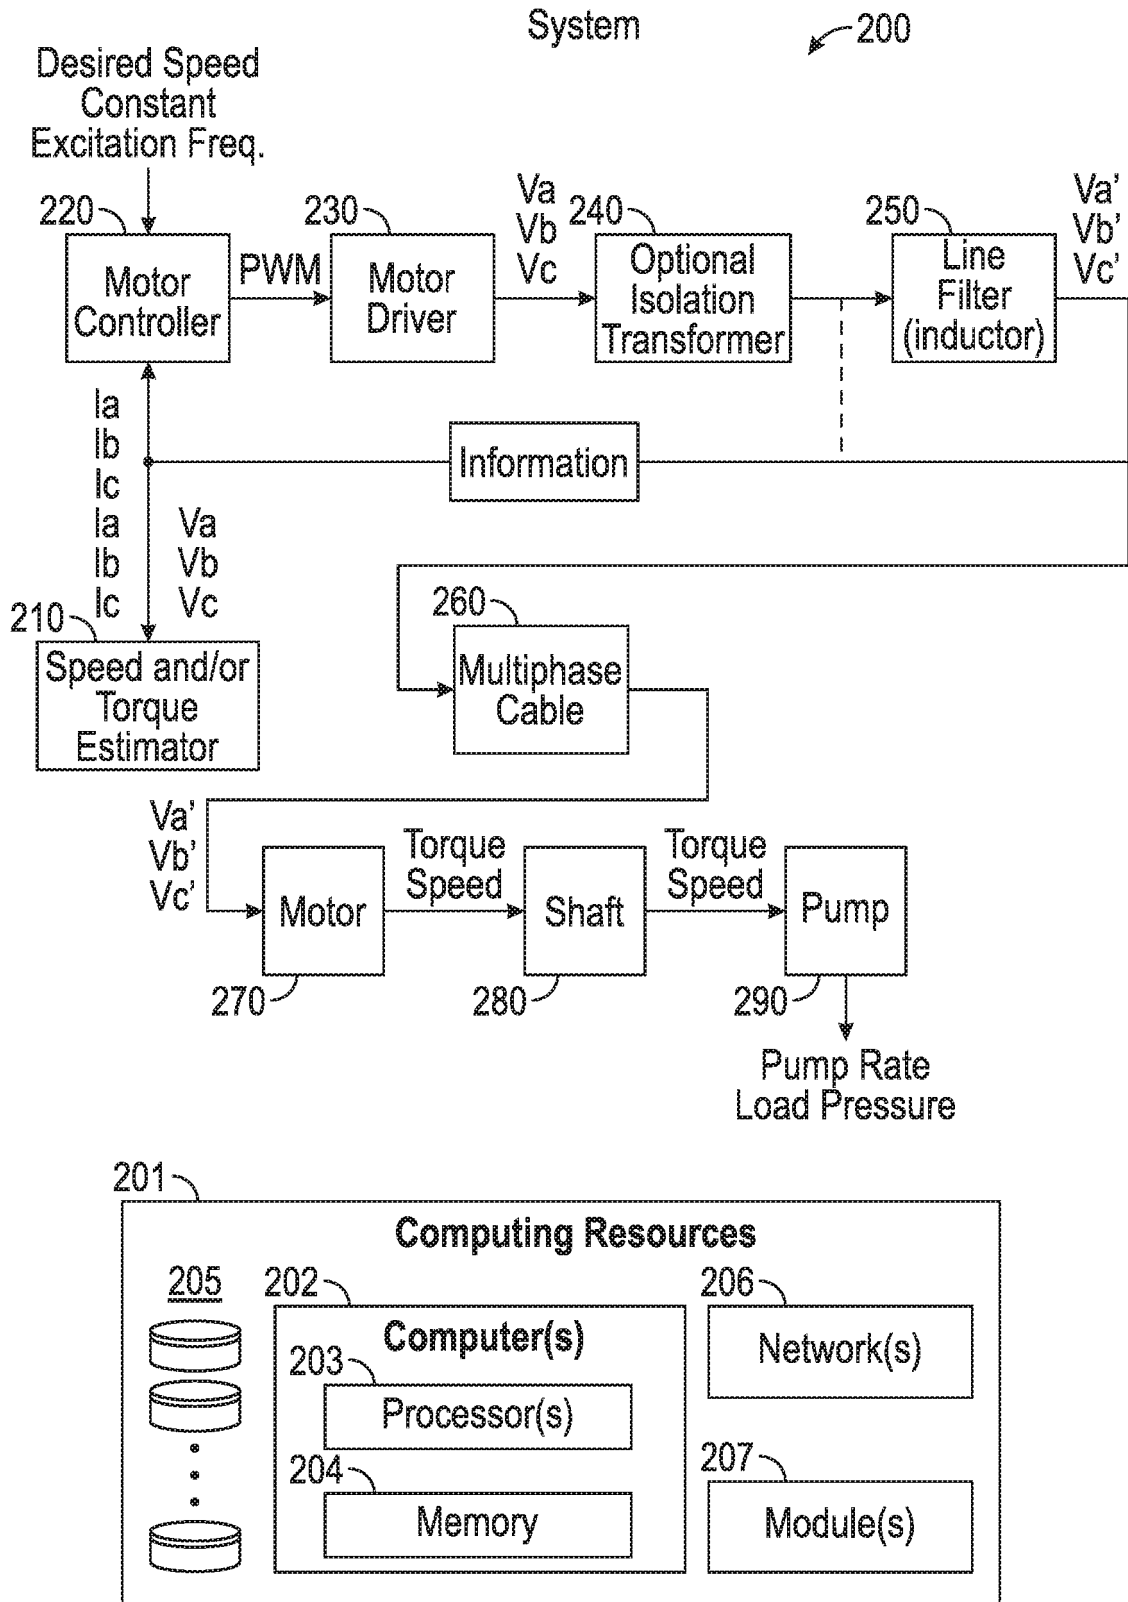 System
200
Desired Speed
Constant
Excitation Freq.
220
Motor
Controller
PWM
230
Motor
Driver
Va
Vb
Vc
240
Optional
Isolation
Transformer
250
Line
Filter
(inductor)
Va'
Vb'
Vc'
Ia
Ib
Ic
Information
Ia
Ib
Ic
Va
Vb
Vc
210
Speed and/or
Torque
Estimator
260
Multiphase
Cable
Va'
Vb'
Vc'
Motor
270
Torque
Speed
Shaft
280
Torque
Speed
Pump
290
Pump Rate
Load Pressure
201
Computing Resources
205
202
Computer(s)
203
Processor(s)
204
Memory
206
Network(s)
207
Module(s)